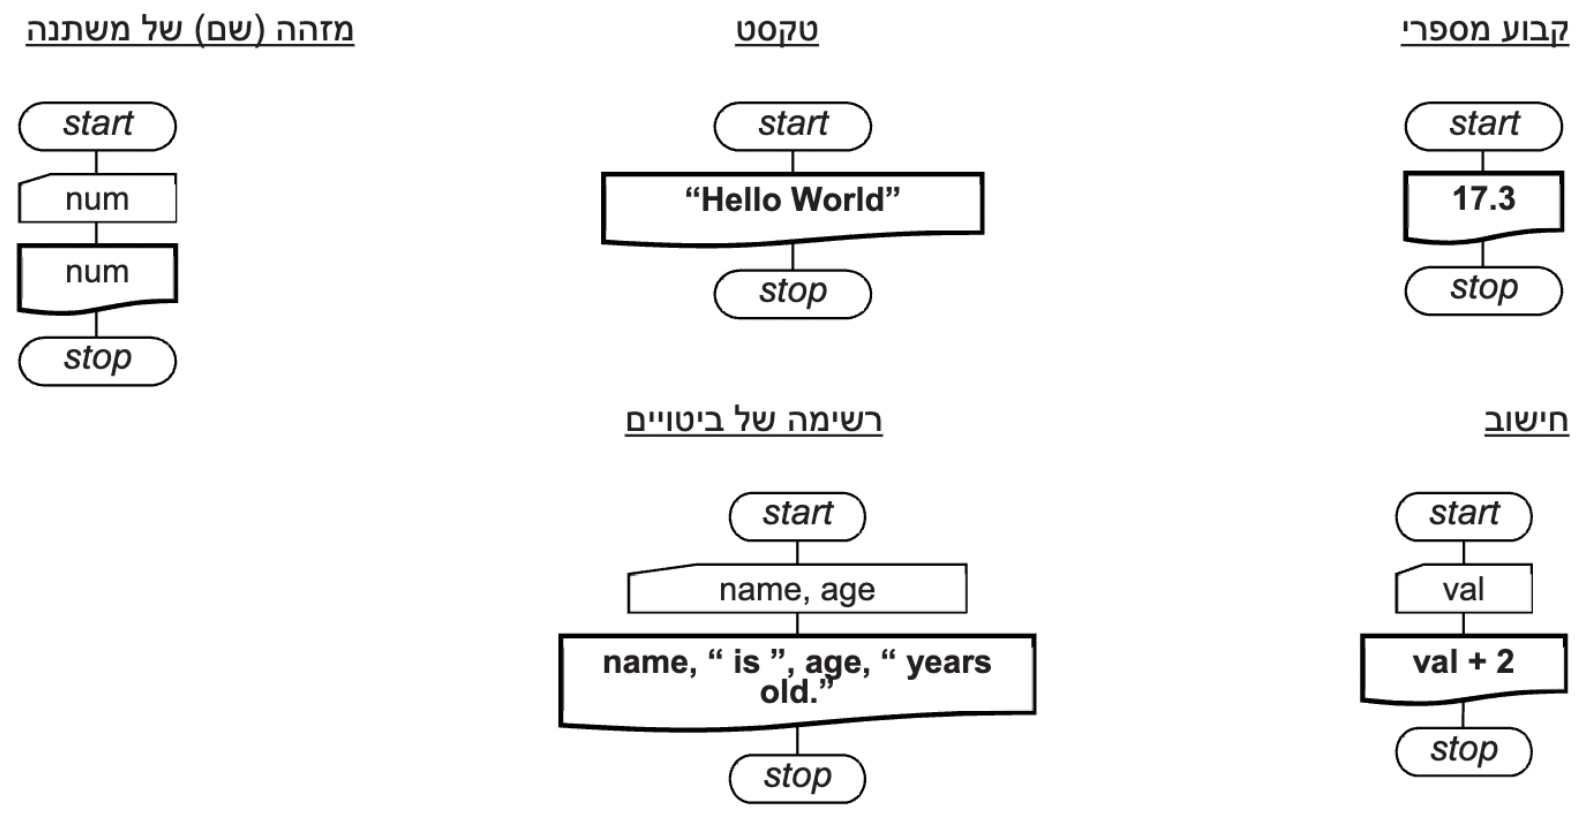 קבוע מספרי
start
17.3
stop
טקסט
start
“Hello World”
stop
מזהה (שם) של משתנה
start
num
num
stop
חישוב
start
val
val + 2
stop
רשימה של ביטויים
start
name, age
name, “ is ”, age, “ years
old.”
stop